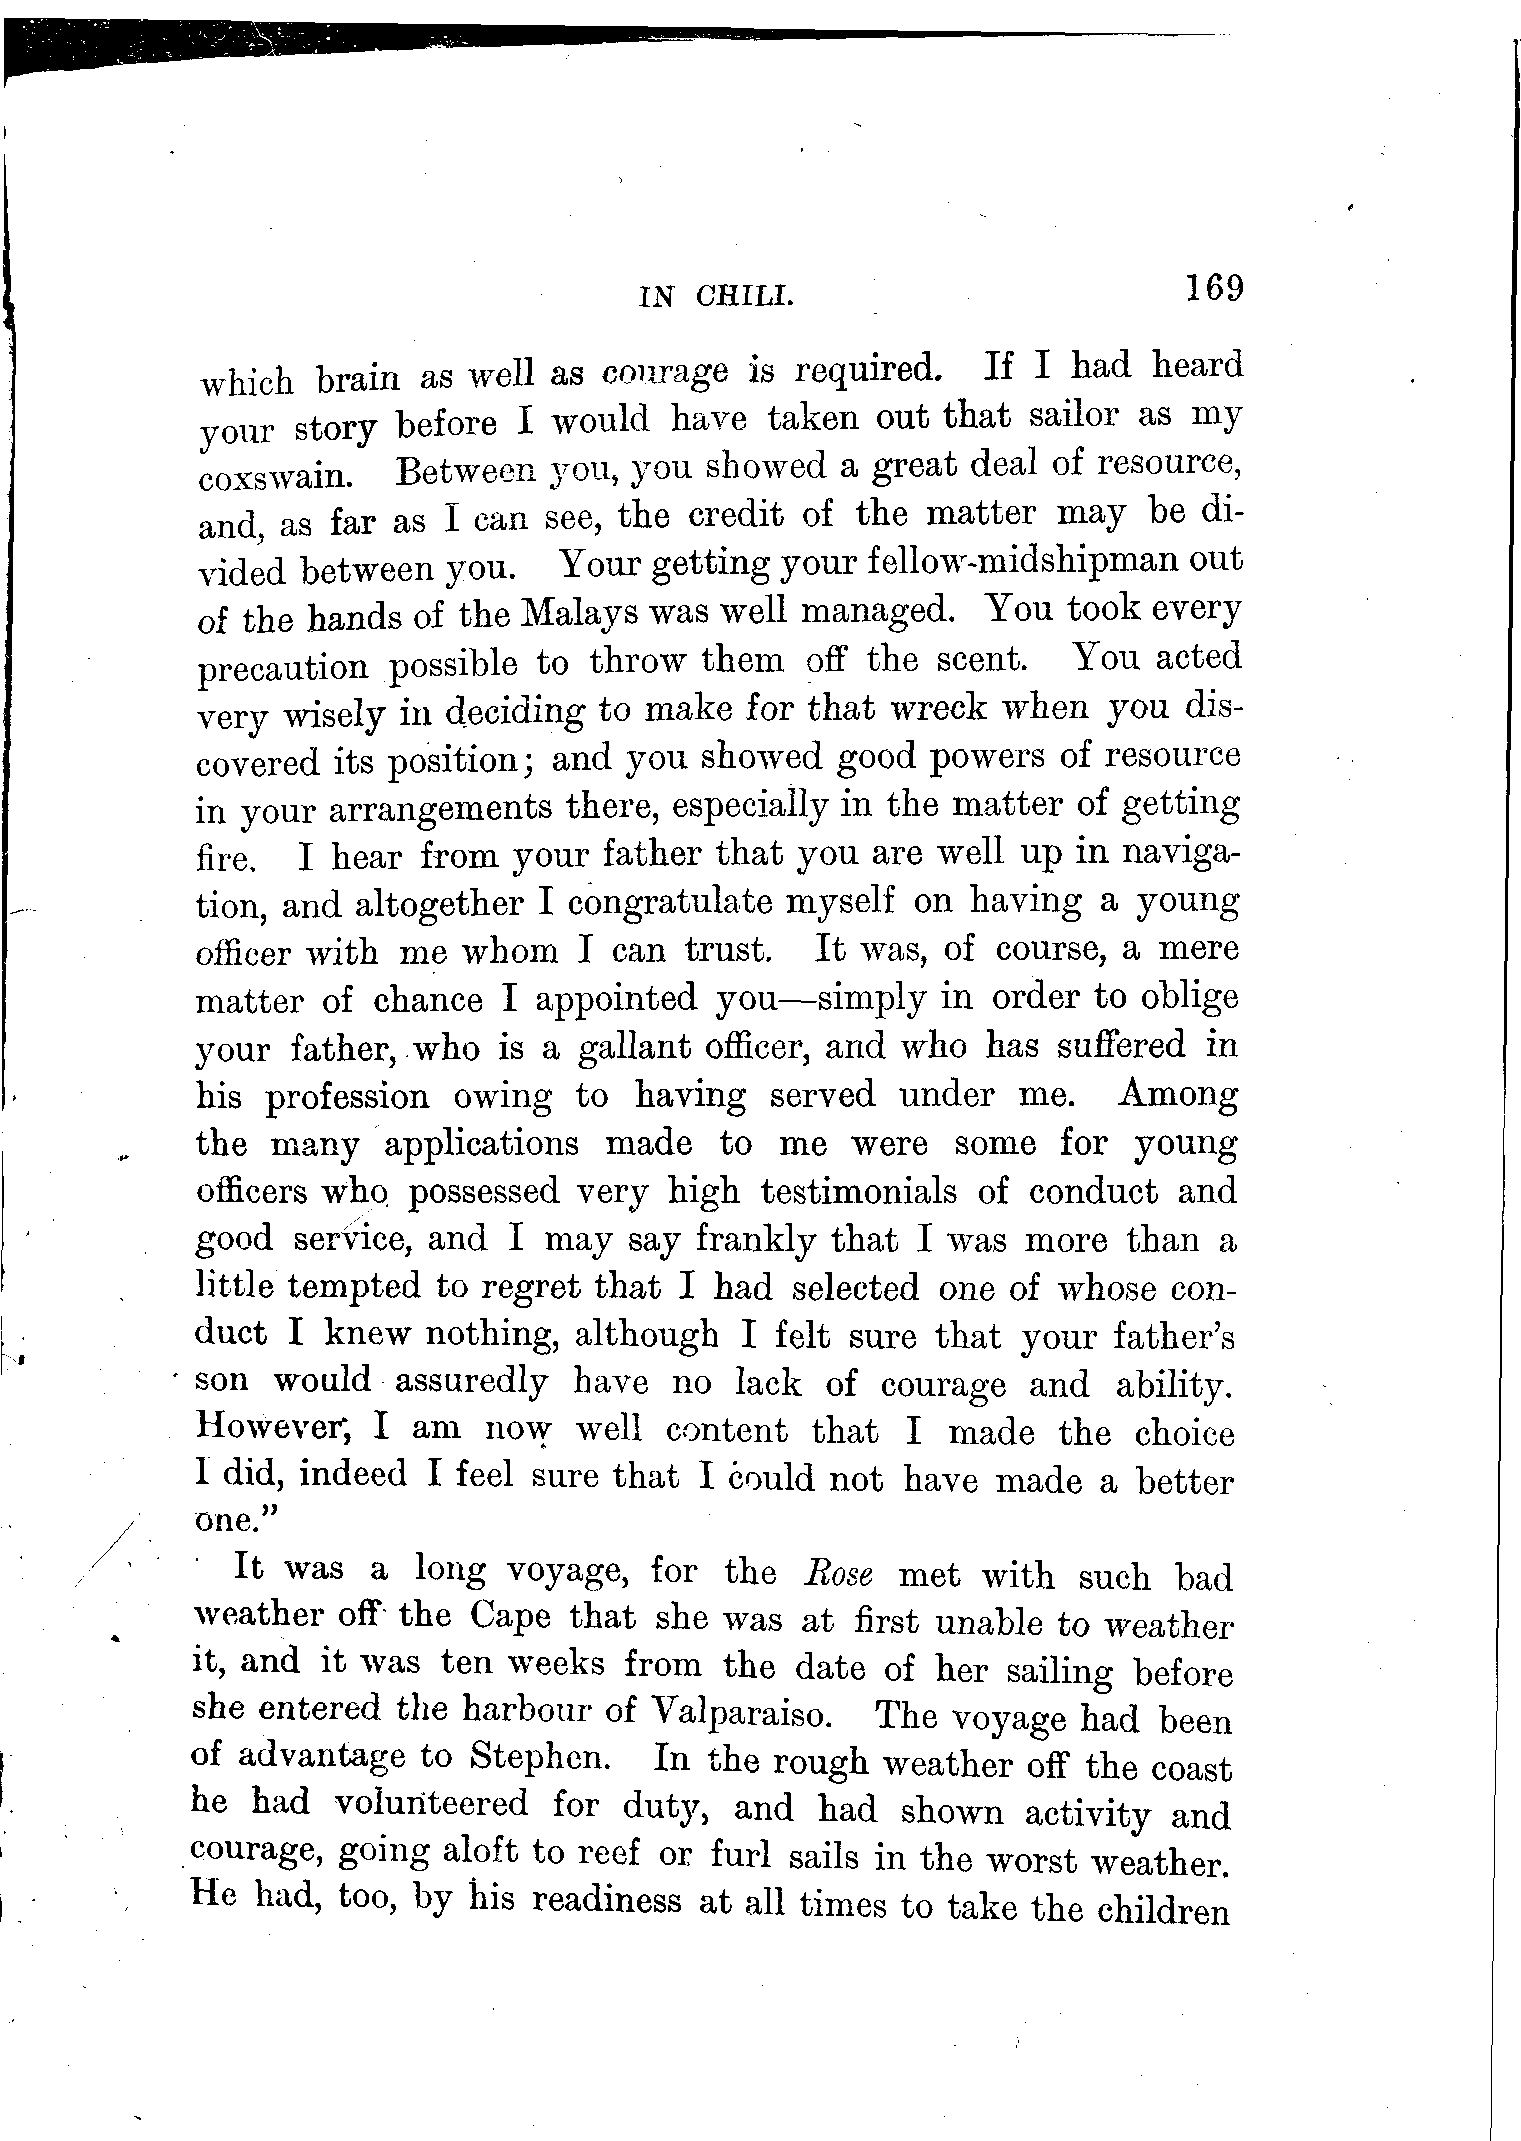 IN CHILI. 169
which brain as well as courage is required. If I had heard
your story before I would have taken out that sailor as my
coxswain. Between you, you showed a great deal of resource,
and, as far as I can see, the credit of the matter may be di-
vided between you. Your getting your fellow-midshipman out
of the hands of the Malays was well managed. You took every
precaution possible to throw them off the scent. You acted
very wisely in deciding to make for that wreck when you dis-
covered its position; and you showed good powers of resource
in your arrangements there, especially in the matter of getting
fire. I hear from your father that you are well up in naviga-
tion, and altogether I congratulate myself on having a young
officer with me whom I can trust. It was, of course, a mere
matter of chance I appointed you—simply in order to oblige
your father, who is a gallant officer, and who has suffered in
his profession owing to having served under me. Among
the many applications made to me were some for young
officers who possessed very high testimonials of conduct and
good service, and I may say frankly that I was more than a
little tempted to regret that I had selected one of whose con-
duct I knew nothing, although I felt sure that your father's
son would assuredly have no lack of courage and ability.
However, I am now well content that I made the choice
I did, indeed I feel sure that I could not have made a better
one."
It was a long voyage, for the Rose met with such bad
weather off the Cape that she was at first unable to weather
it, and it was ten weeks from the date of her sailing before
she entered the harbour of Valparaiso. The voyage had been
of advantage to Stephen. In the rough weather off the coast
he had volunteered for duty, and had shown activity and
courage, going aloft to reef or furl sails in the worst weather.
He had, too, by his readiness at all times to take the children